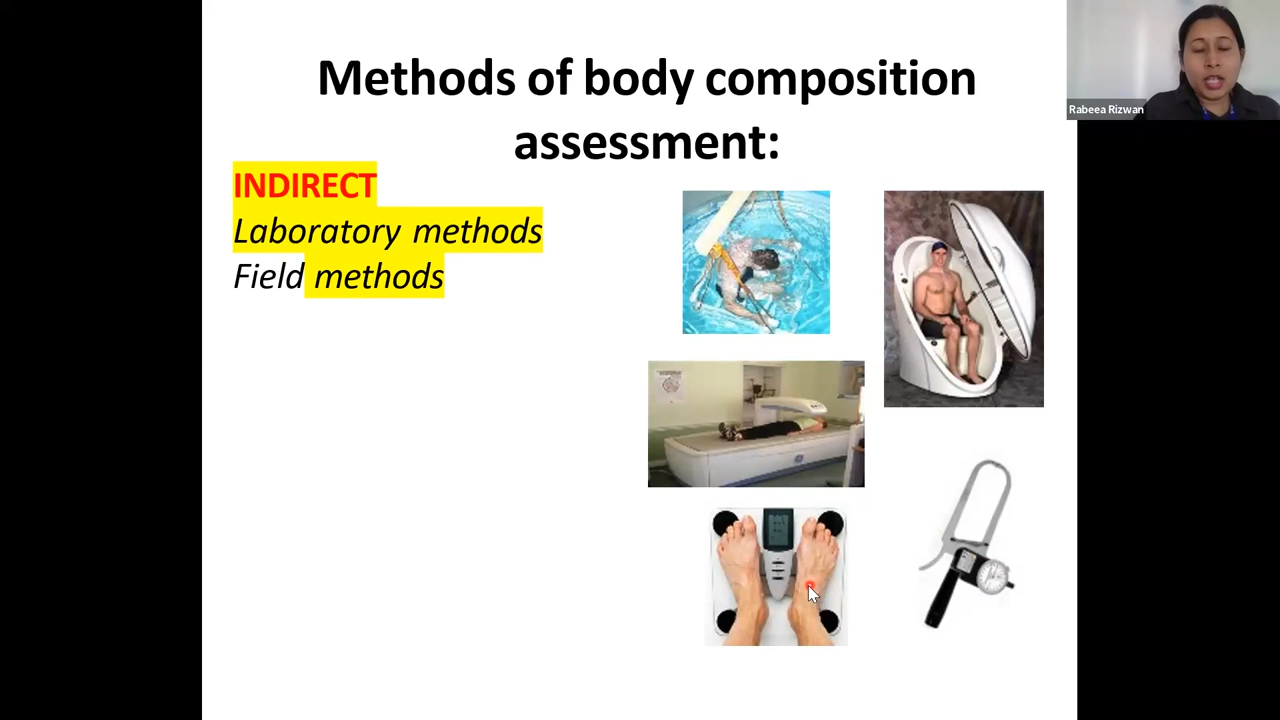 Methods of body composition
assessment:
INDIRECT
Laboratory methods
Field methods
Rabeea Rizwan